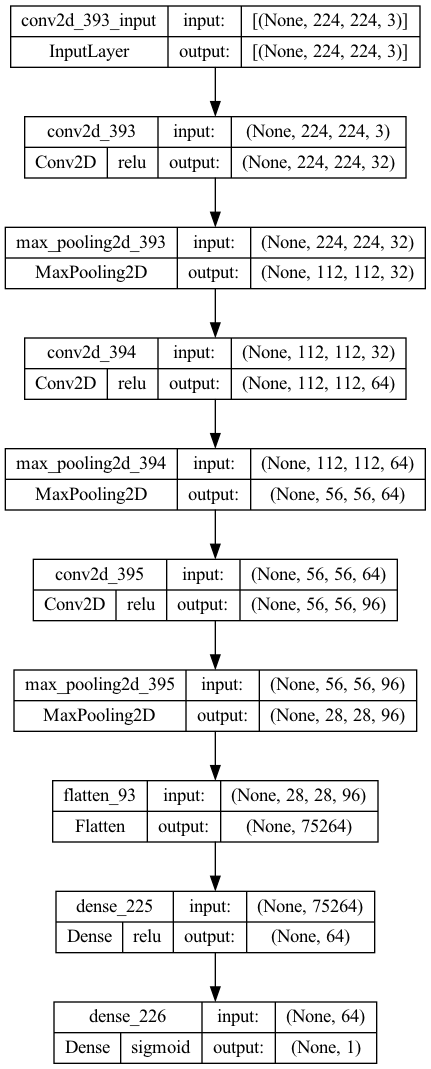 conv2d_393_input input: [(None, 224, 224, 3)]
InputLayer output: [(None, 224, 224, 3)]
conv2d_393 input: (None, 224, 224, 3)
Conv2D relu output: (None, 224, 224, 32)
max_pooling2d_393 input: (None, 224, 224, 32)
MaxPooling2D output: (None, 112, 112, 32)
conv2d_394 input: (None, 112, 112, 32)
Conv2D relu output: (None, 112, 112, 64)
max_pooling2d_394 input: (None, 112, 112, 64)
MaxPooling2D output: (None, 56, 56, 64)
conv2d_395 input: (None, 56, 56, 64)
Conv2D relu output: (None, 56, 56, 96)
max_pooling2d_395 input: (None, 56, 56, 96)
MaxPooling2D output: (None, 28, 28, 96)
flatten_93 input: (None, 28, 28, 96)
Flatten output: (None, 75264)
dense_225 input: (None, 75264)
Dense relu output: (None, 64)
dense_226 input: (None, 64)
Dense sigmoid output: (None, 1)